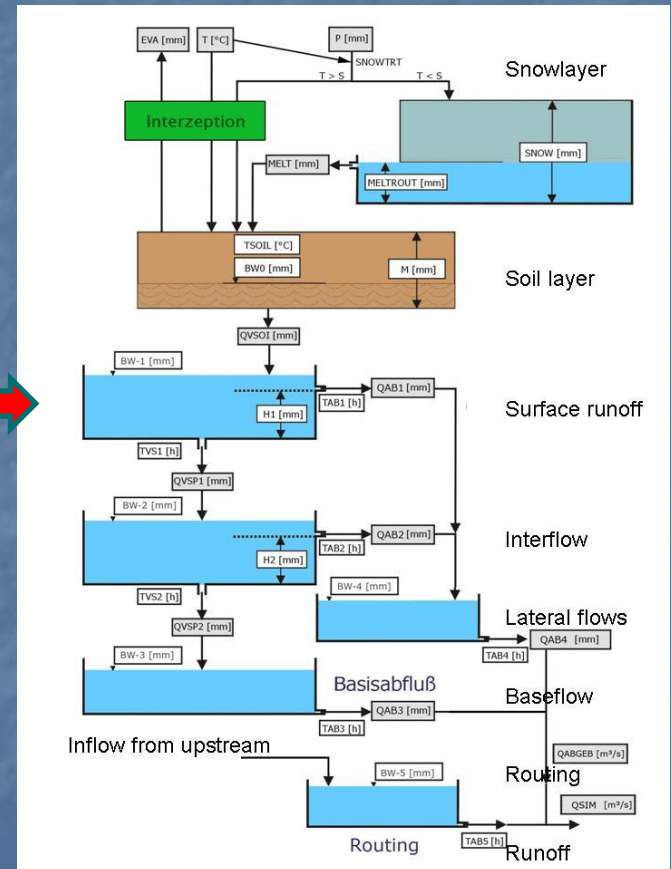 EVA [mm]
T [°C]
P [mm]
SNOWTRT
T > S
T < S
Snowlayer
Interzeption
SNOW [mm]
MELT [mm]
MELTROUT [mm]
TSOIL [°C]
BW0 [mm]
M [mm]
Soil layer
QVSOI [mm]
BW-1 [mm]
QAB1 [mm]
TAB1 [h]
H1 [mm]
Surface runoff
TVS1 [h]
QVSP1 [mm]
BW-2 [mm]
QAB2 [mm]
Interflow
TAB2 [h]
H2 [mm]
TVS2 [h]
BW-4 [mm]
QVSP2 [mm]
Lateral flows
QAB4 [mm]
TAB4 [h]
BW-3 [mm]
Basisabfluß
Baseflow
QAB3 [mm]
TAB3 [h]
Inflow from upstream
QABGEB [m³/s]
BW-5 [mm]
Routing
QSIM [m³/s]
TAB5 [h]
Routing
Runoff